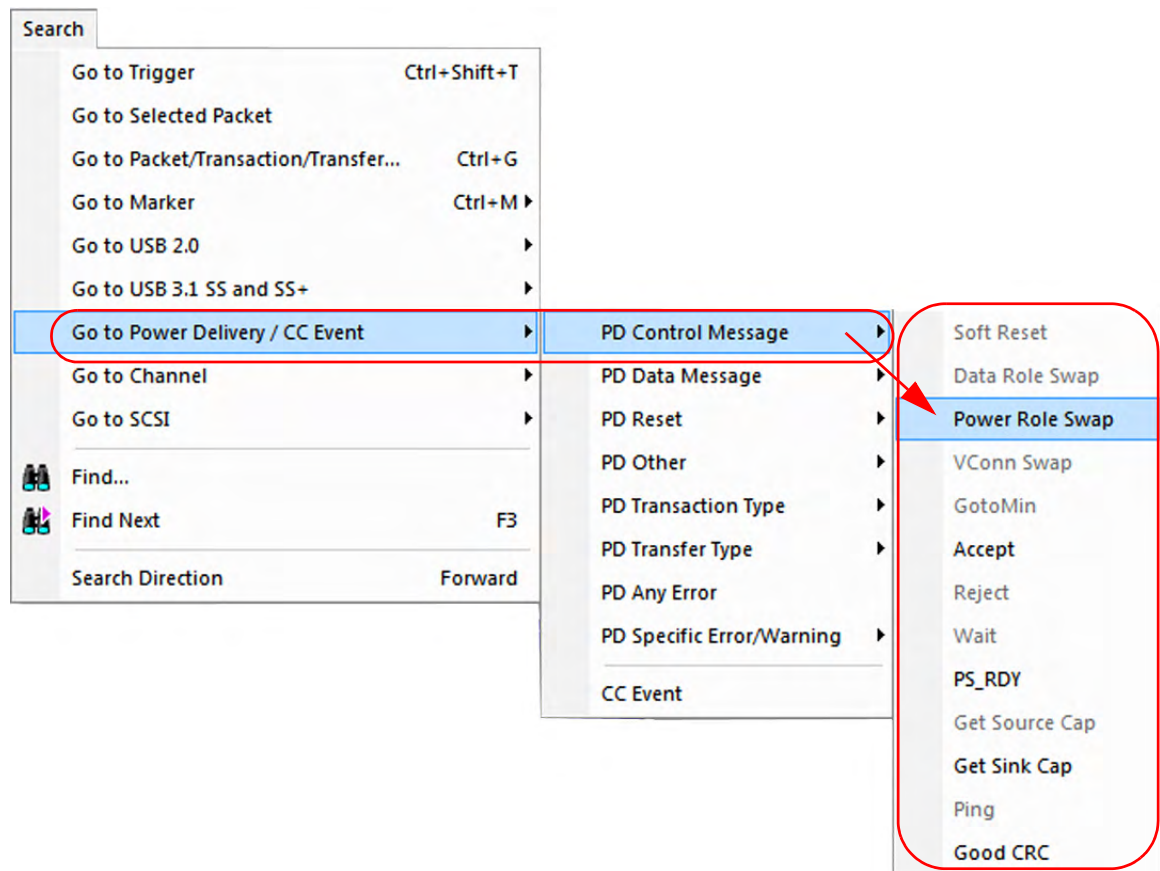 Search
Go to Trigger Ctrl+Shift+T
Go to Selected Packet
Go to Packet/Transaction/Transfer... Ctrl+G
Go to Marker Ctrl+M
Go to USB 2.0
Go to USB 3.1 SS and SS+
Go to Power Delivery / CC Event
Go to Channel
Go to SCSI
Find...
Find Next F3
Search Direction Forward
PD Control Message
PD Data Message
PD Reset
PD Other
PD Transaction Type
PD Transfer Type
PD Any Error
PD Specific Error/Warning
CC Event
Soft Reset
Data Role Swap
Power Role Swap
VConn Swap
GotoMin
Accept
Reject
Wait
PS_RDY
Get Source Cap
Get Sink Cap
Ping
Good CRC